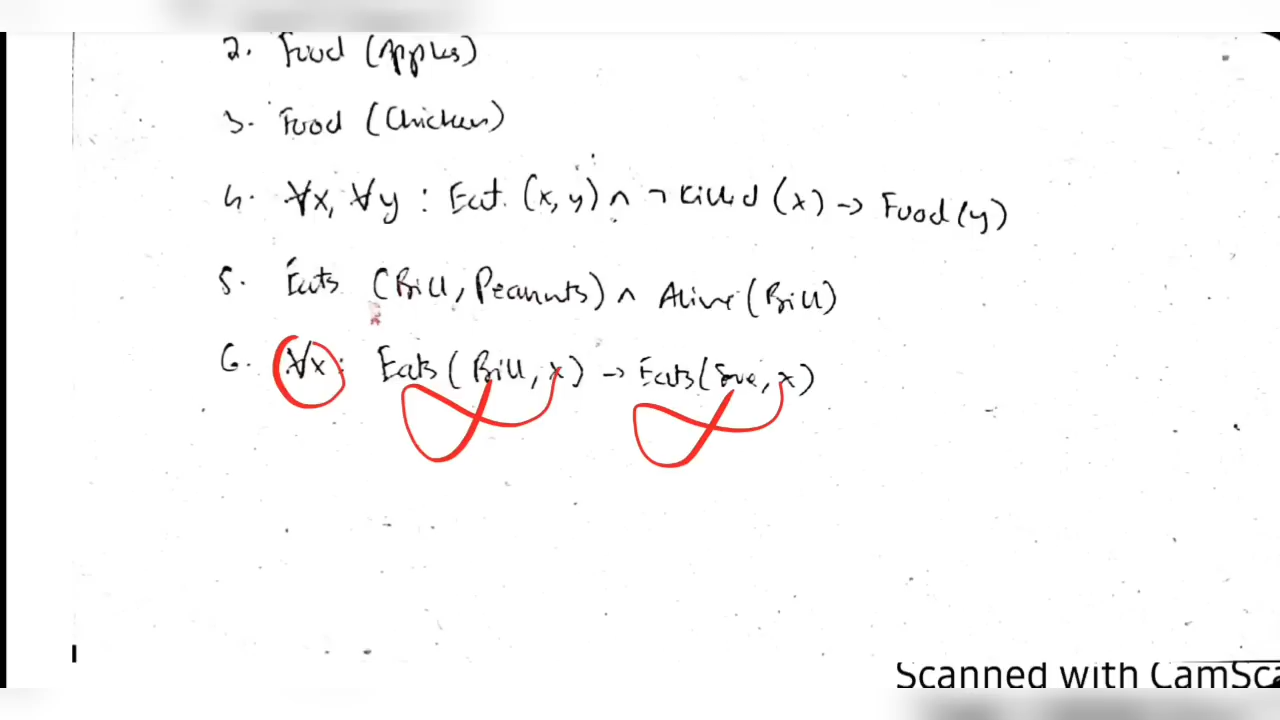 2. Food (Apples)
3. Food (Chicken)
4. ∀x, ∀y : Eat. (x, y) ∧ ¬ Killed (x) → Food (y)
5. Eats (Bill, Peanuts) ∧ Alive (Bill)
6. ∀x : Eats ( Bill, x) → Eats (Sue, x)
Scanned with CamSca